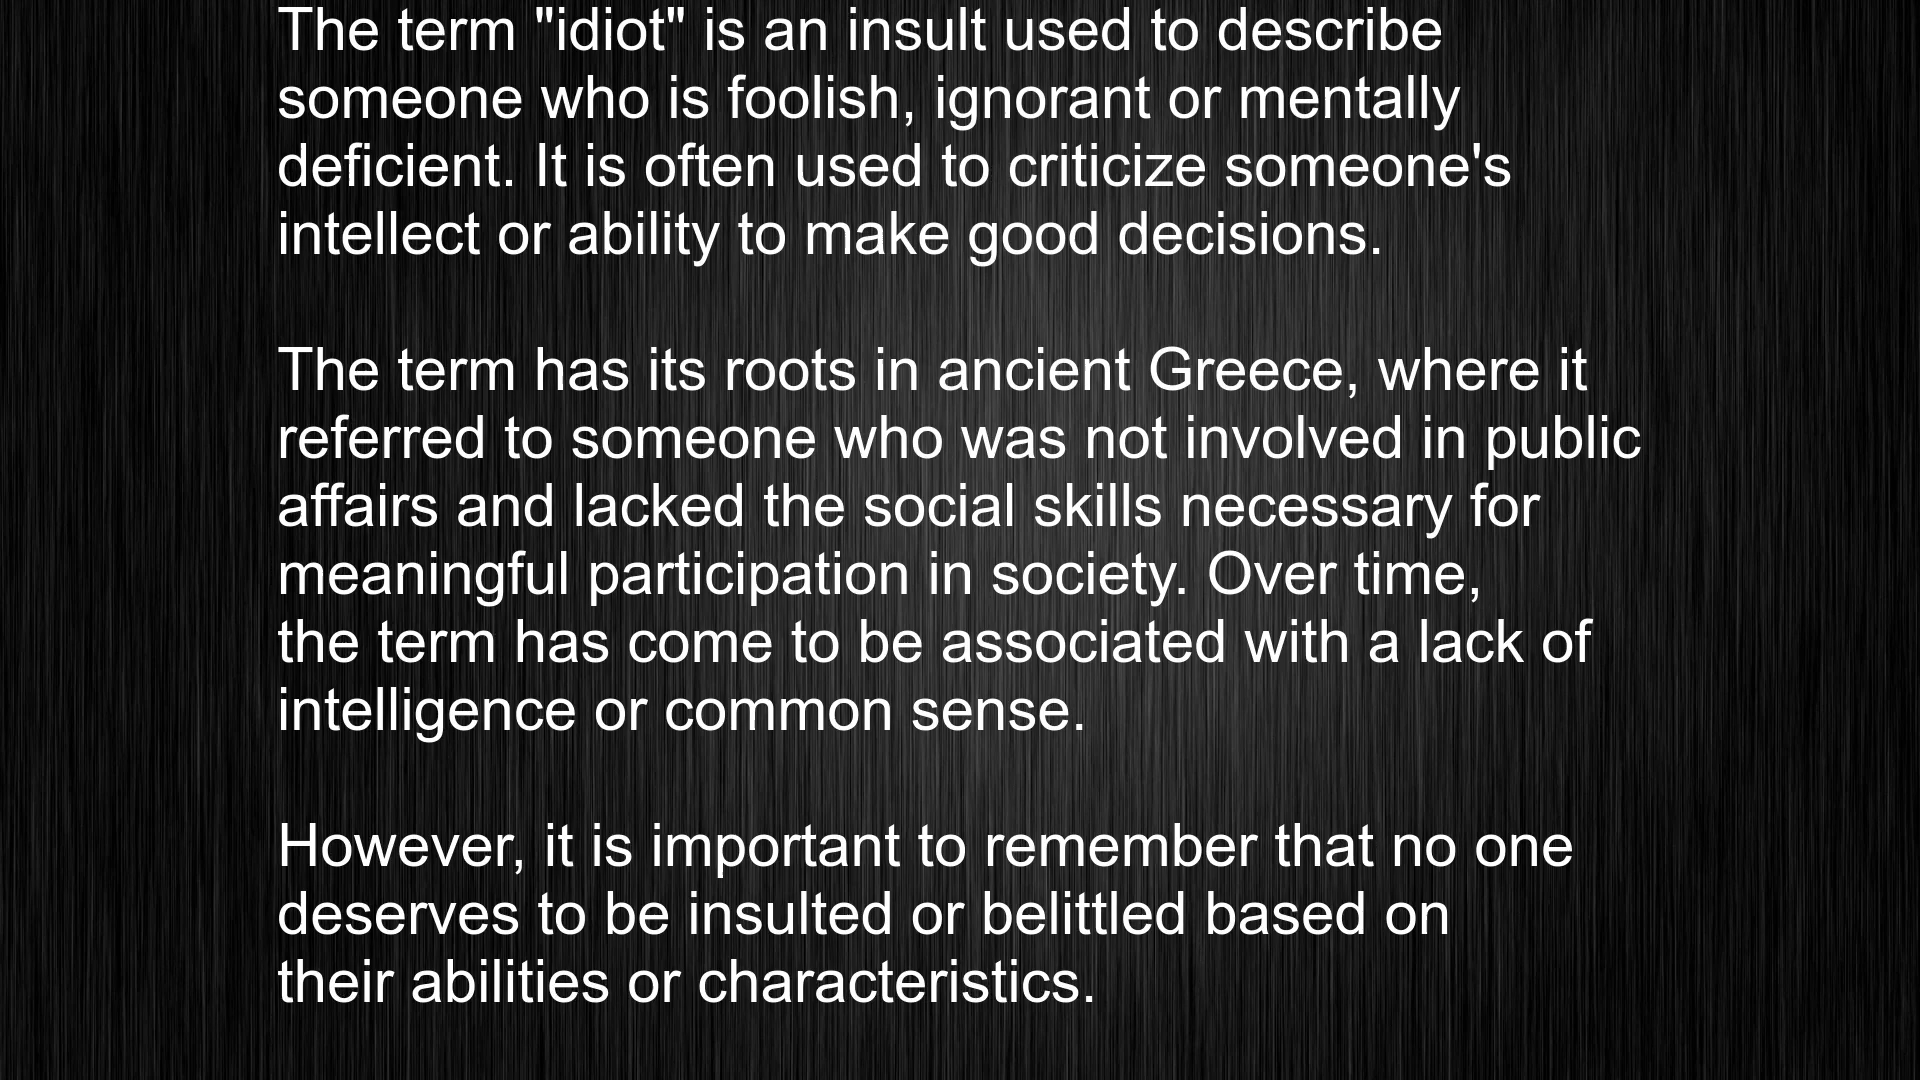 The term "idiot" is an insult used to describe
someone who is foolish, ignorant or mentally
deficient. It is often used to criticize someone's
intellect or ability to make good decisions.
The term has its roots in ancient Greece, where it
referred to someone who was not involved in public
affairs and lacked the social skills necessary for
meaningful participation in society. Over time,
the term has come to be associated with a lack of
intelligence or common sense.
However, it is important to remember that no one
deserves to be insulted or belittled based on
their abilities or characteristics.